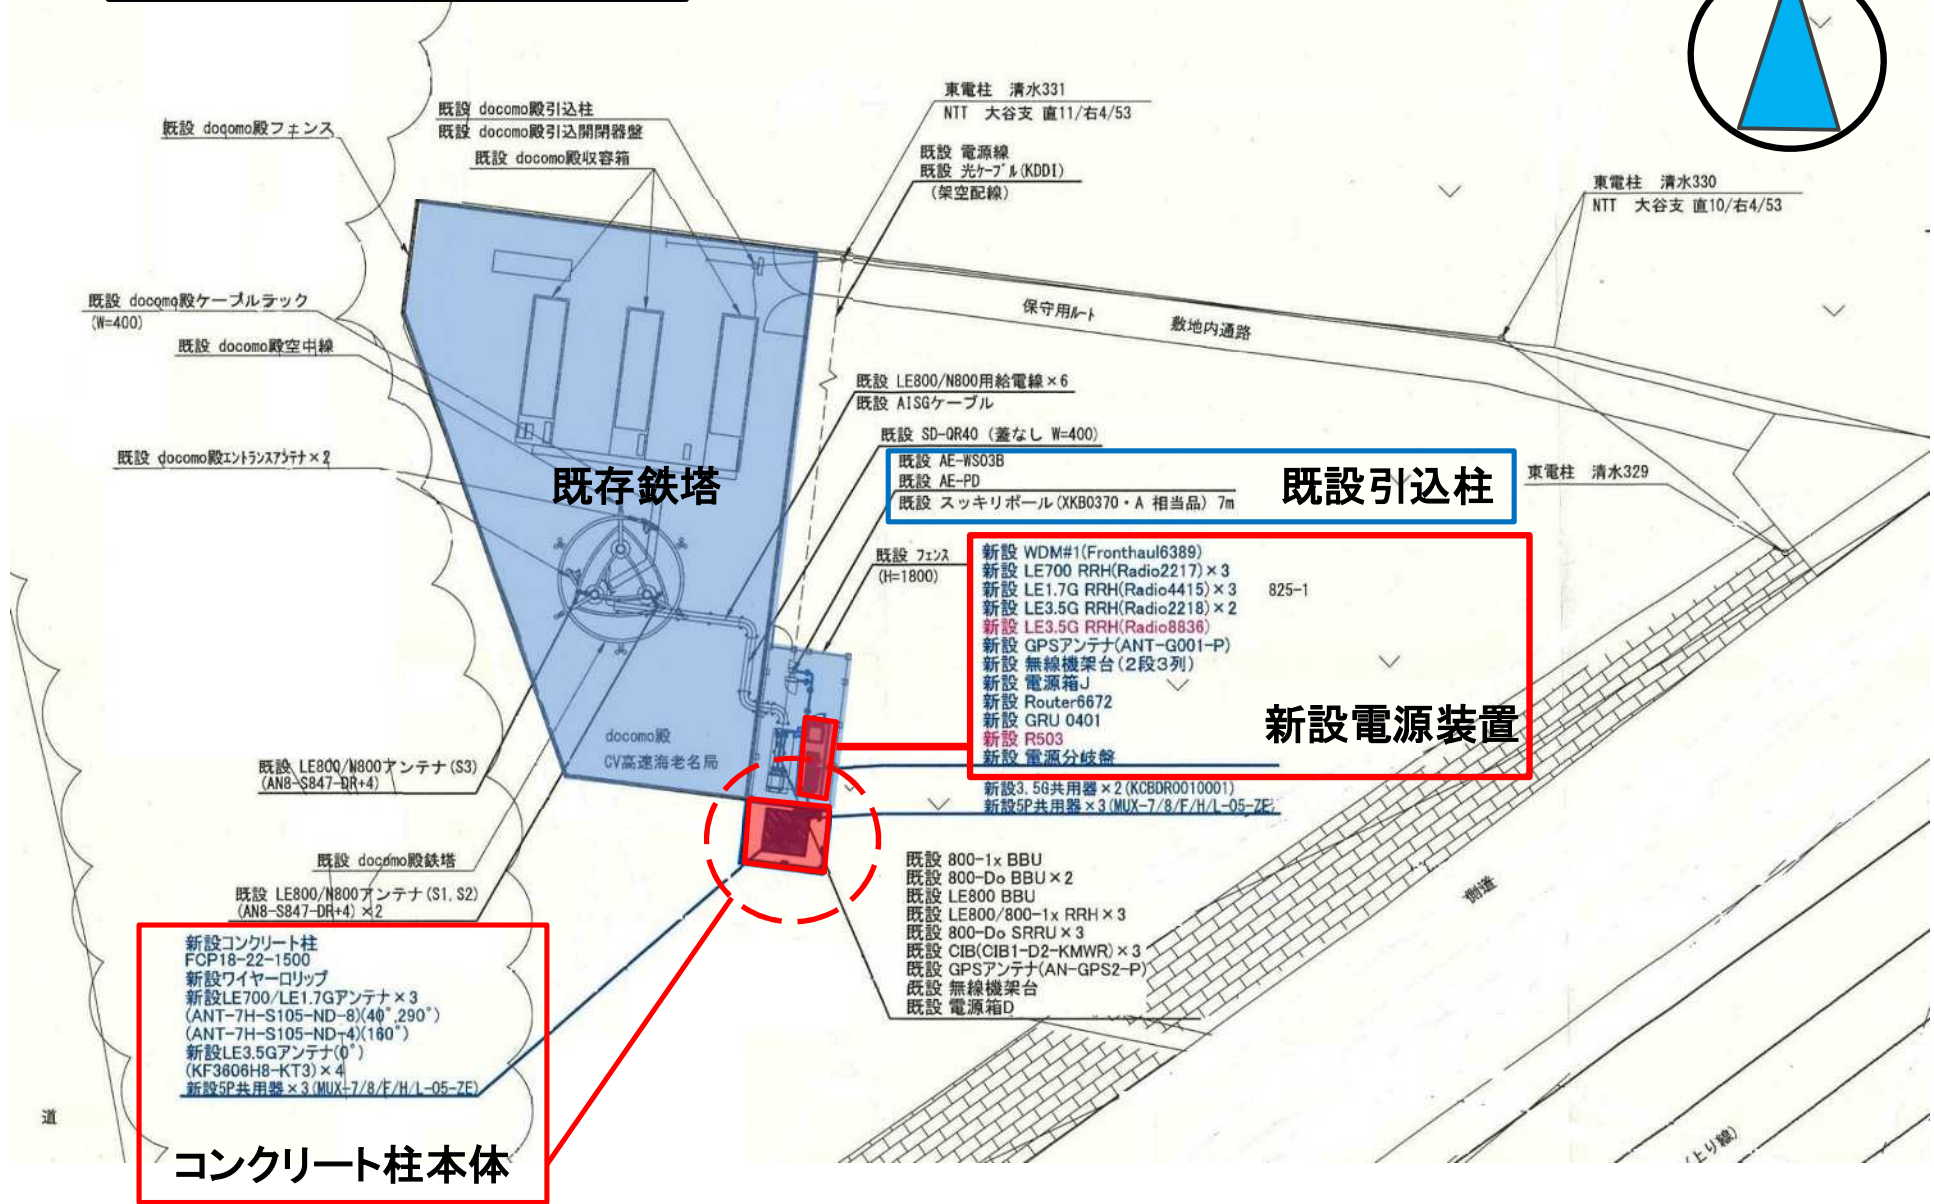 東電柱 清水331
NTT 大谷支 直11/右4/53
既設 docomo殿引込柱
既設 docomo殿引込開閉器盤
既設 docomo殿収容箱
既設 docomo殿フェンス
既設 電源線
既設 光ケーブル(KDDI)
(架空配線)
東電柱 清水330
NTT 大谷支 直10/右4/53
既設 docomo殿ケーブルラック
(W=400)
既設 docomo殿空中線
保守用ルート
敷地内通路
既設 LE800/N800用給電線×6
既設 AISGケーブル
既設 SD-QR40 (蓋なし W=400)
既設 docomo殿エントランスアンテナ×2
既存鉄塔
既設 AE-WS03B
既設 AE-PD
既設 スッキリポール(XKB0370・A 相当品) 7m
既設引込柱
東電柱 清水329
既設 フェンス
(H=1800)
新設 WDM#1(Fronthaul6389)
新設 LE700 RRH(Radio2217)×3
新設 LE1.7G RRH(Radio4415)×3
825-1
新設 LE3.5G RRH(Radio2218)×2
新設 LE3.5G RRH(Radio8836)
新設 GPSアンテナ(ANT-G001-P)
新設 無線機架台(2段3列)
新設 電源箱J
新設 Router6672
新設 GRU 0401
新設 R503
新設 電源分岐盤
新設電源装置
docomo殿
CV高速海老名局
新設3.5G共用器×2(KCBDR0010001)
新設5P共用器×3(MUX-7/8/F/H/L-05-ZE)
既設 LE800/N800アンテナ(S3)
(AN8-S847-DR+4)
既設 docomo殿鉄塔
既設 LE800/N800アンテナ(S1,S2)
(AN8-S847-DR+4)×2
既設 800-1x BBU
既設 800-Do BBU×2
既設 LE800 BBU
既設 LE800/800-1x RRH×3
既設 800-Do SRRU×3
既設 CIB(CIB1-D2-KMWR)×3
既設 GPSアンテナ(AN-GPS2-P)
既設 無線機架台
既設 電源箱D
側道
新設コンクリート柱
FCP18-22-1500
新設ワイヤーロリップ
新設LE700/LE1.7Gアンテナ×3
(ANT-7H-S105-ND-8)(40°,290°)
(ANT-7H-S105-ND-4)(160°)
新設LE3.5Gアンテナ(0°)
(KF3606H8-KT3)×4
新設5P共用器×3(MUX-7/8/F/H/L-05-ZE)
コンクリート柱本体
道
(上り線)